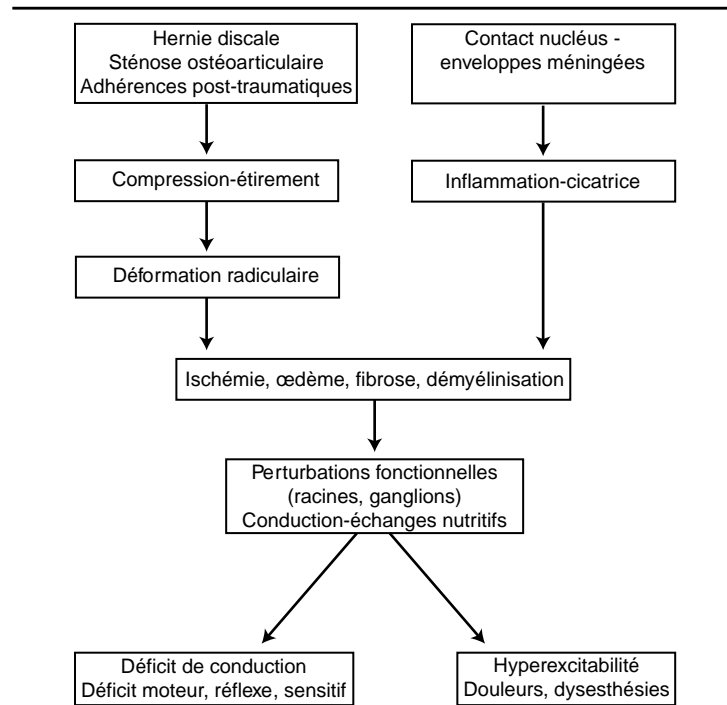 Hernie discale
Sténose ostéoarticulaire
Adhérences post-traumatiques
Contact nucléus -
enveloppes méningées
Compression-étirement
Inflammation-cicatrice
Déformation radiculaire
Ischémie, œdème, fibrose, démyélinisation
Perturbations fonctionnelles
(racines, ganglions)
Conduction-échanges nutritifs
Déficit de conduction
Déficit moteur, réflexe, sensitif
Hyperexcitabilité
Douleurs, dysesthésies